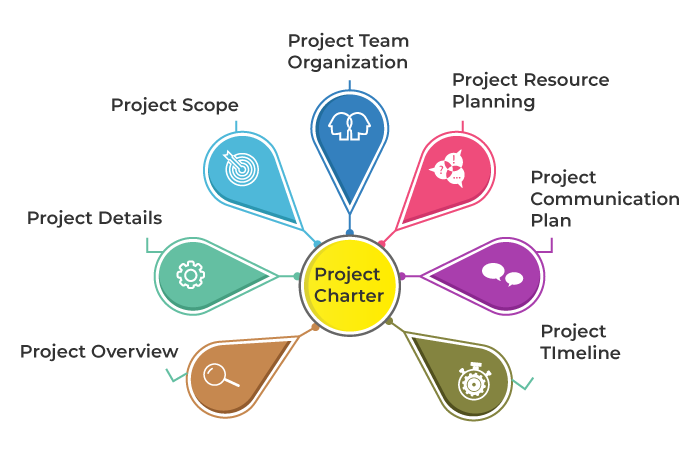 Project Team
Organization
Project Resource
Planning
Project Scope
Project
Communication
Plan
Project Details
Project
Charter
Project
TImeline
Project Overview
? ! ...